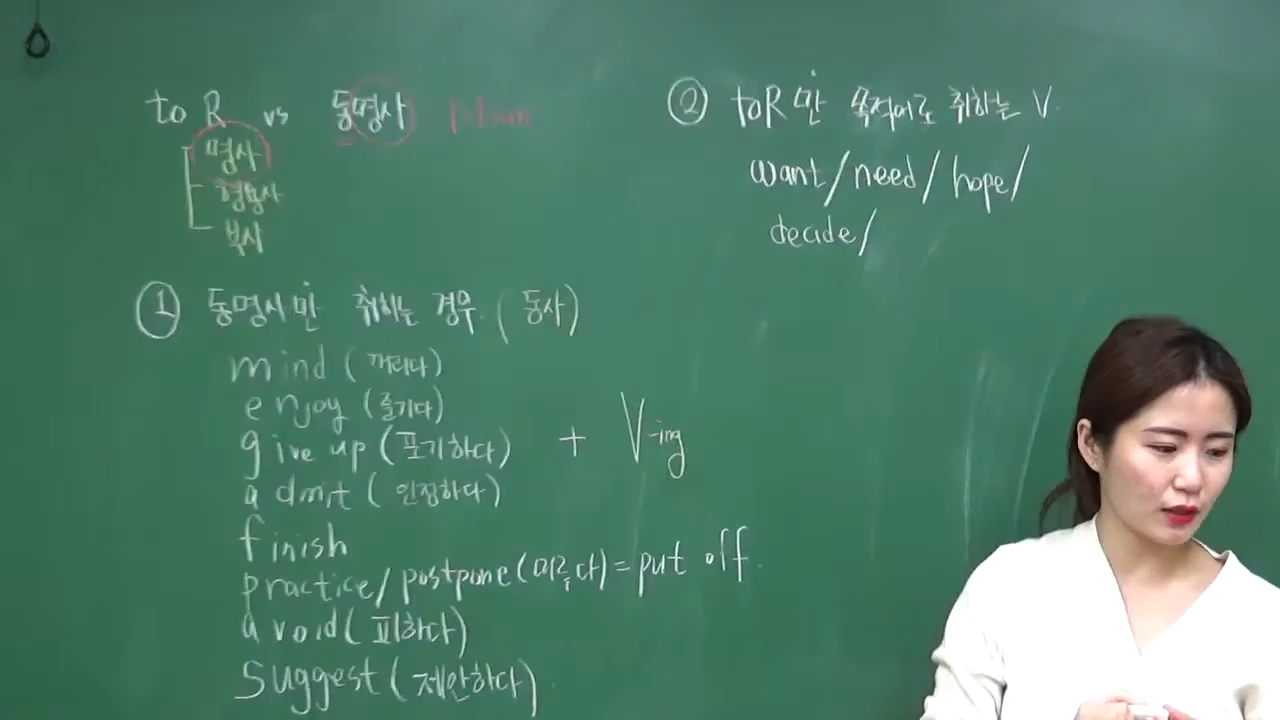 to R vs 동명사
명사
형용사
부사
① 동명사만 취하는 경우. (동사)
mind (꺼리다)
enjoy (즐기다)
give up (포기하다) + V-ing
admit (인정하다)
finish
practice/postpone(미루다)=put off.
avoid (피하다)
suggest (제안하다)
② toR만 목적어로 취하는 V.
want/need/hope/
decide/